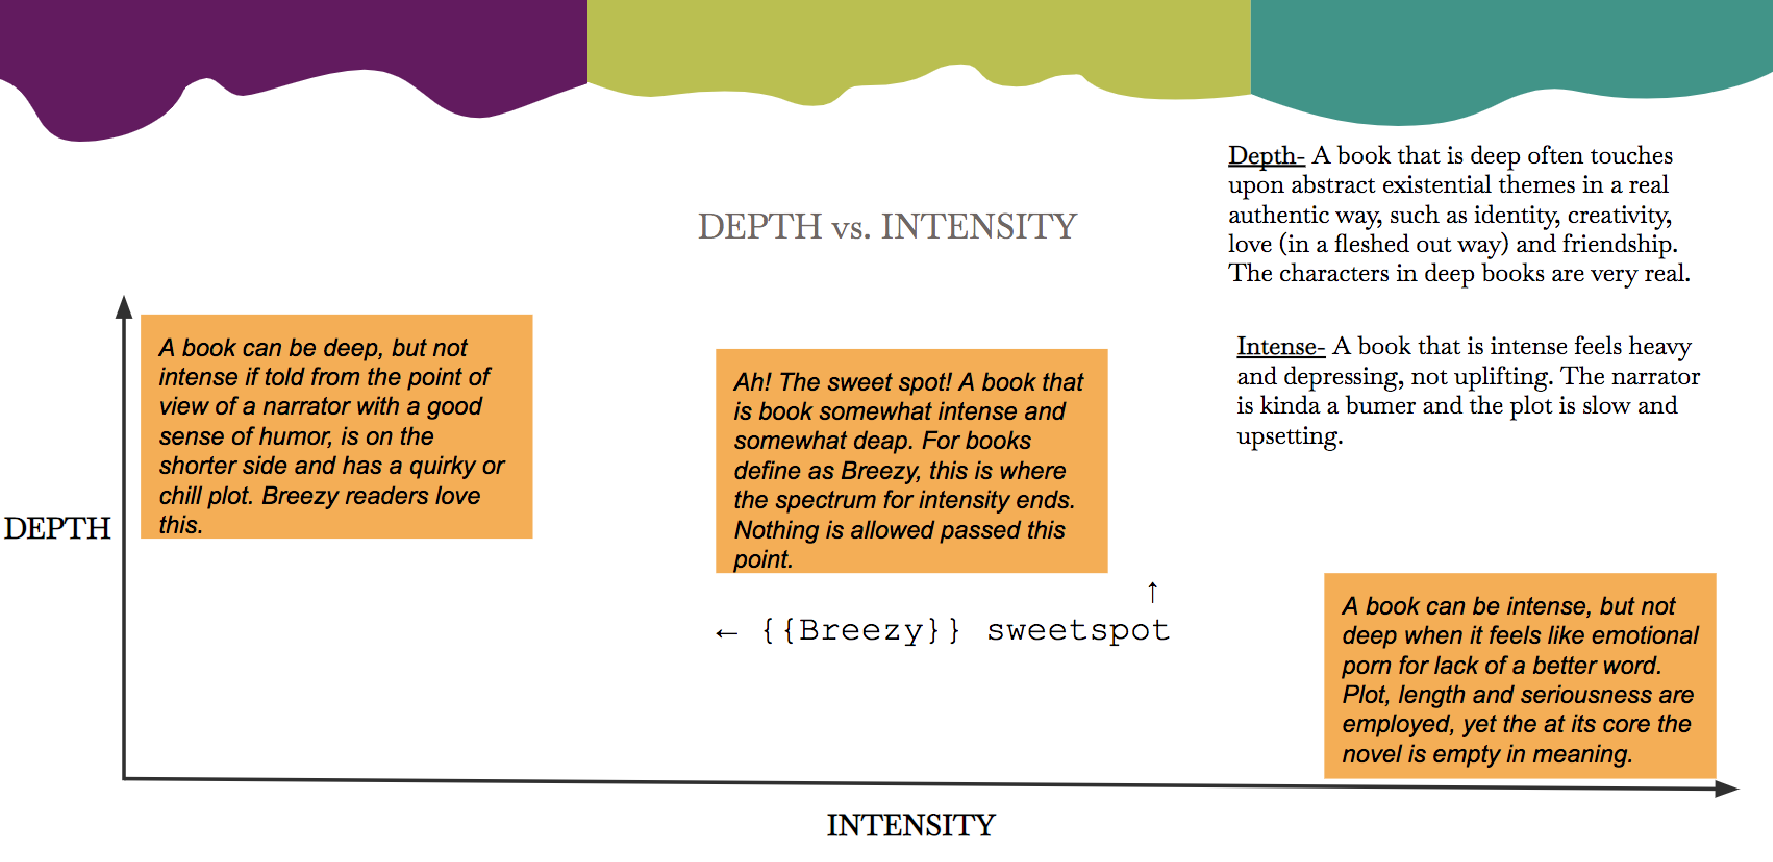 DEPTH vs. INTENSITY
Depth- A book that is deep often touches
upon abstract existential themes in a real
authentic way, such as identity, creativity,
love (in a fleshed out way) and friendship.
The characters in deep books are very real.
Intense- A book that is intense feels heavy
and depressing, not uplifting. The narrator
is kinda a bumer and the plot is slow and
upsetting.
DEPTH
A book can be deep, but not
intense if told from the point of
view of a narrator with a good
sense of humor, is on the
shorter side and has a quirky or
chill plot. Breezy readers love
this.
Ah! The sweet spot! A book that
is book somewhat intense and
somewhat deap. For books
define as Breezy, this is where
the spectrum for intensity ends.
Nothing is allowed passed this
point.
↑
← {{Breezy}} sweetspot
A book can be intense, but not
deep when it feels like emotional
porn for lack of a better word.
Plot, length and seriousness are
employed, yet the at its core the
novel is empty in meaning.
INTENSITY